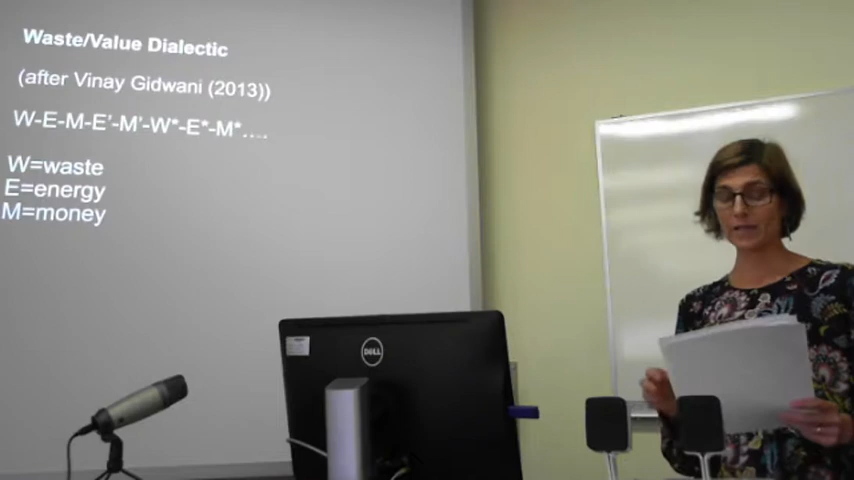 Waste/Value Dialectic
(after Vinay Gidwani (2013))
W-E-M-E'-M'-W*-E*-M*....
W=waste
E=energy
M=money
DELL